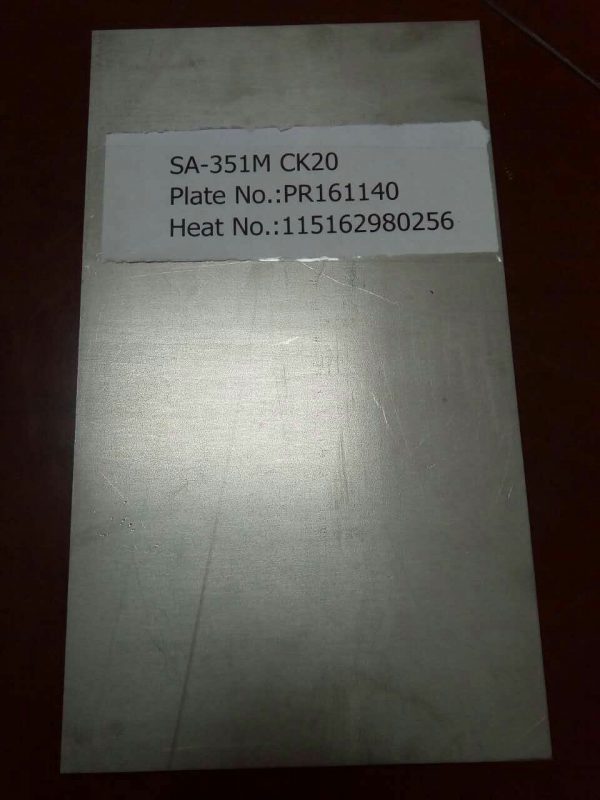 SA-351M CK20
Plate No.:PR161140
Heat No.:115162980256